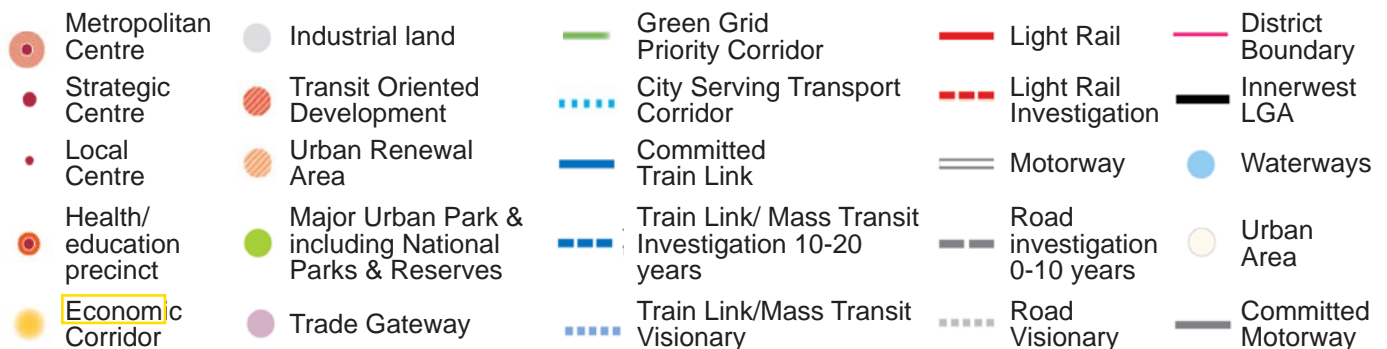 Metropolitan
Centre
Strategic
Centre
Local
Centre
Health/
education
precinct
Economic
Corridor
Industrial land
Transit Oriented
Development
Urban Renewal
Area
Major Urban Park &
including National
Parks & Reserves
Trade Gateway
Green Grid
Priority Corridor
City Serving Transport
Corridor
Committed
Train Link
Train Link/ Mass Transit
Investigation 10-20
years
Train Link/Mass Transit
Visionary
Light Rail
Light Rail
Investigation
Motorway
Road
investigation
0-10 years
Road
Visionary
District
Boundary
Innerwest
LGA
Waterways
Urban
Area
Committed
Motorway